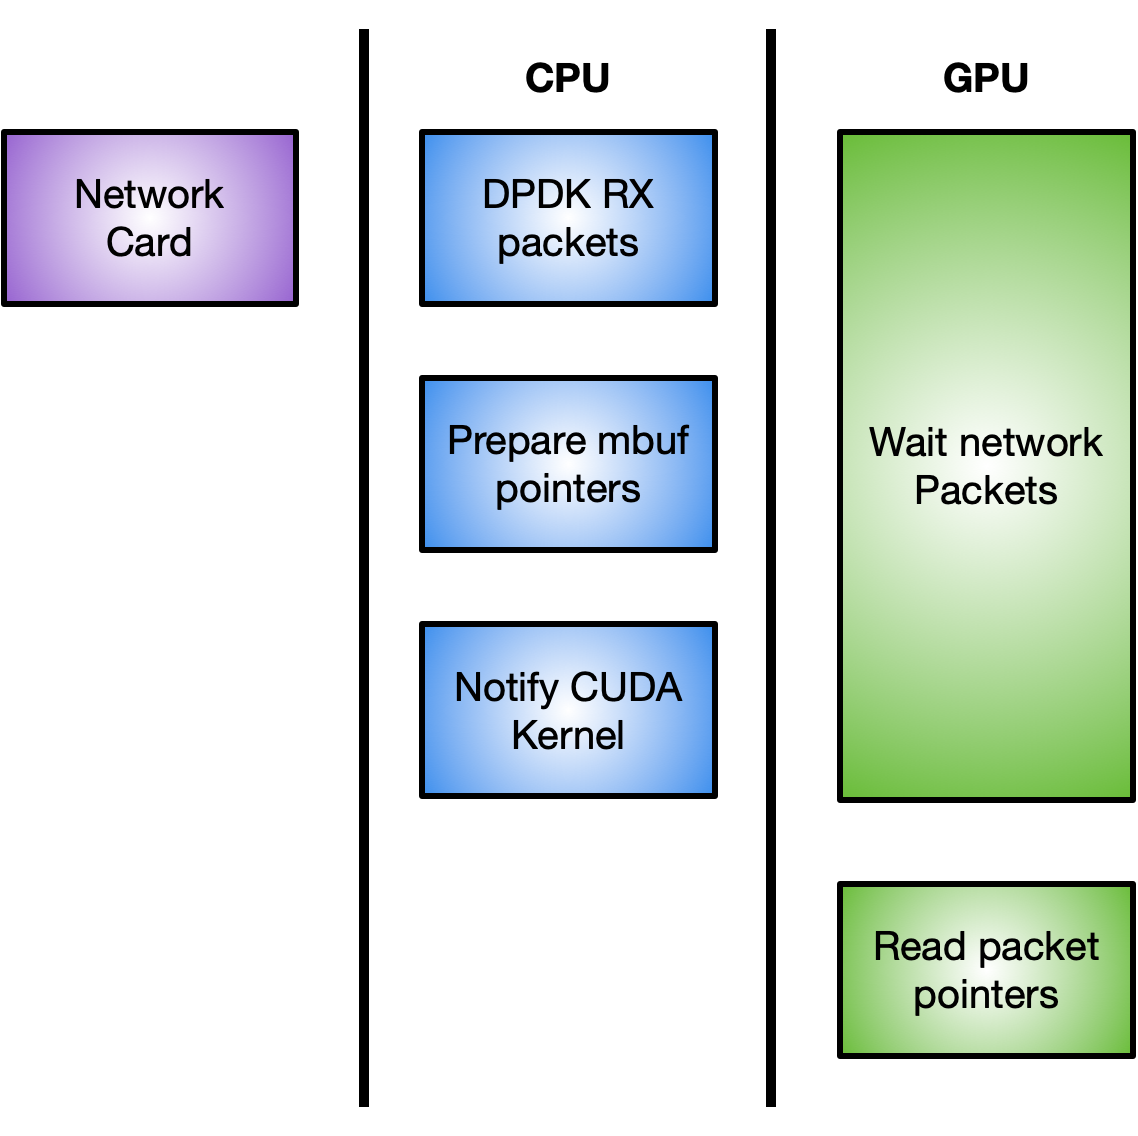 CPU
GPU
Network
Card
DPDK RX
packets
Prepare mbuf
pointers
Notify CUDA
Kernel
Wait network
Packets
Read packet
pointers